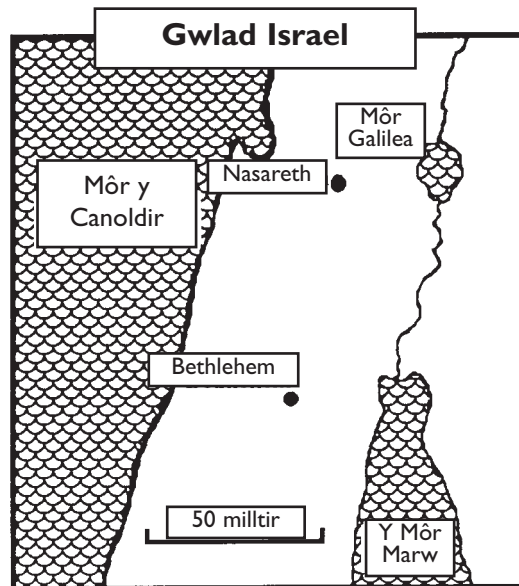 Gwlad Israel
Môr
Galilea
Nasareth
Môr y
Canoldir
Bethlehem
50 milltir
Y Môr
Marw